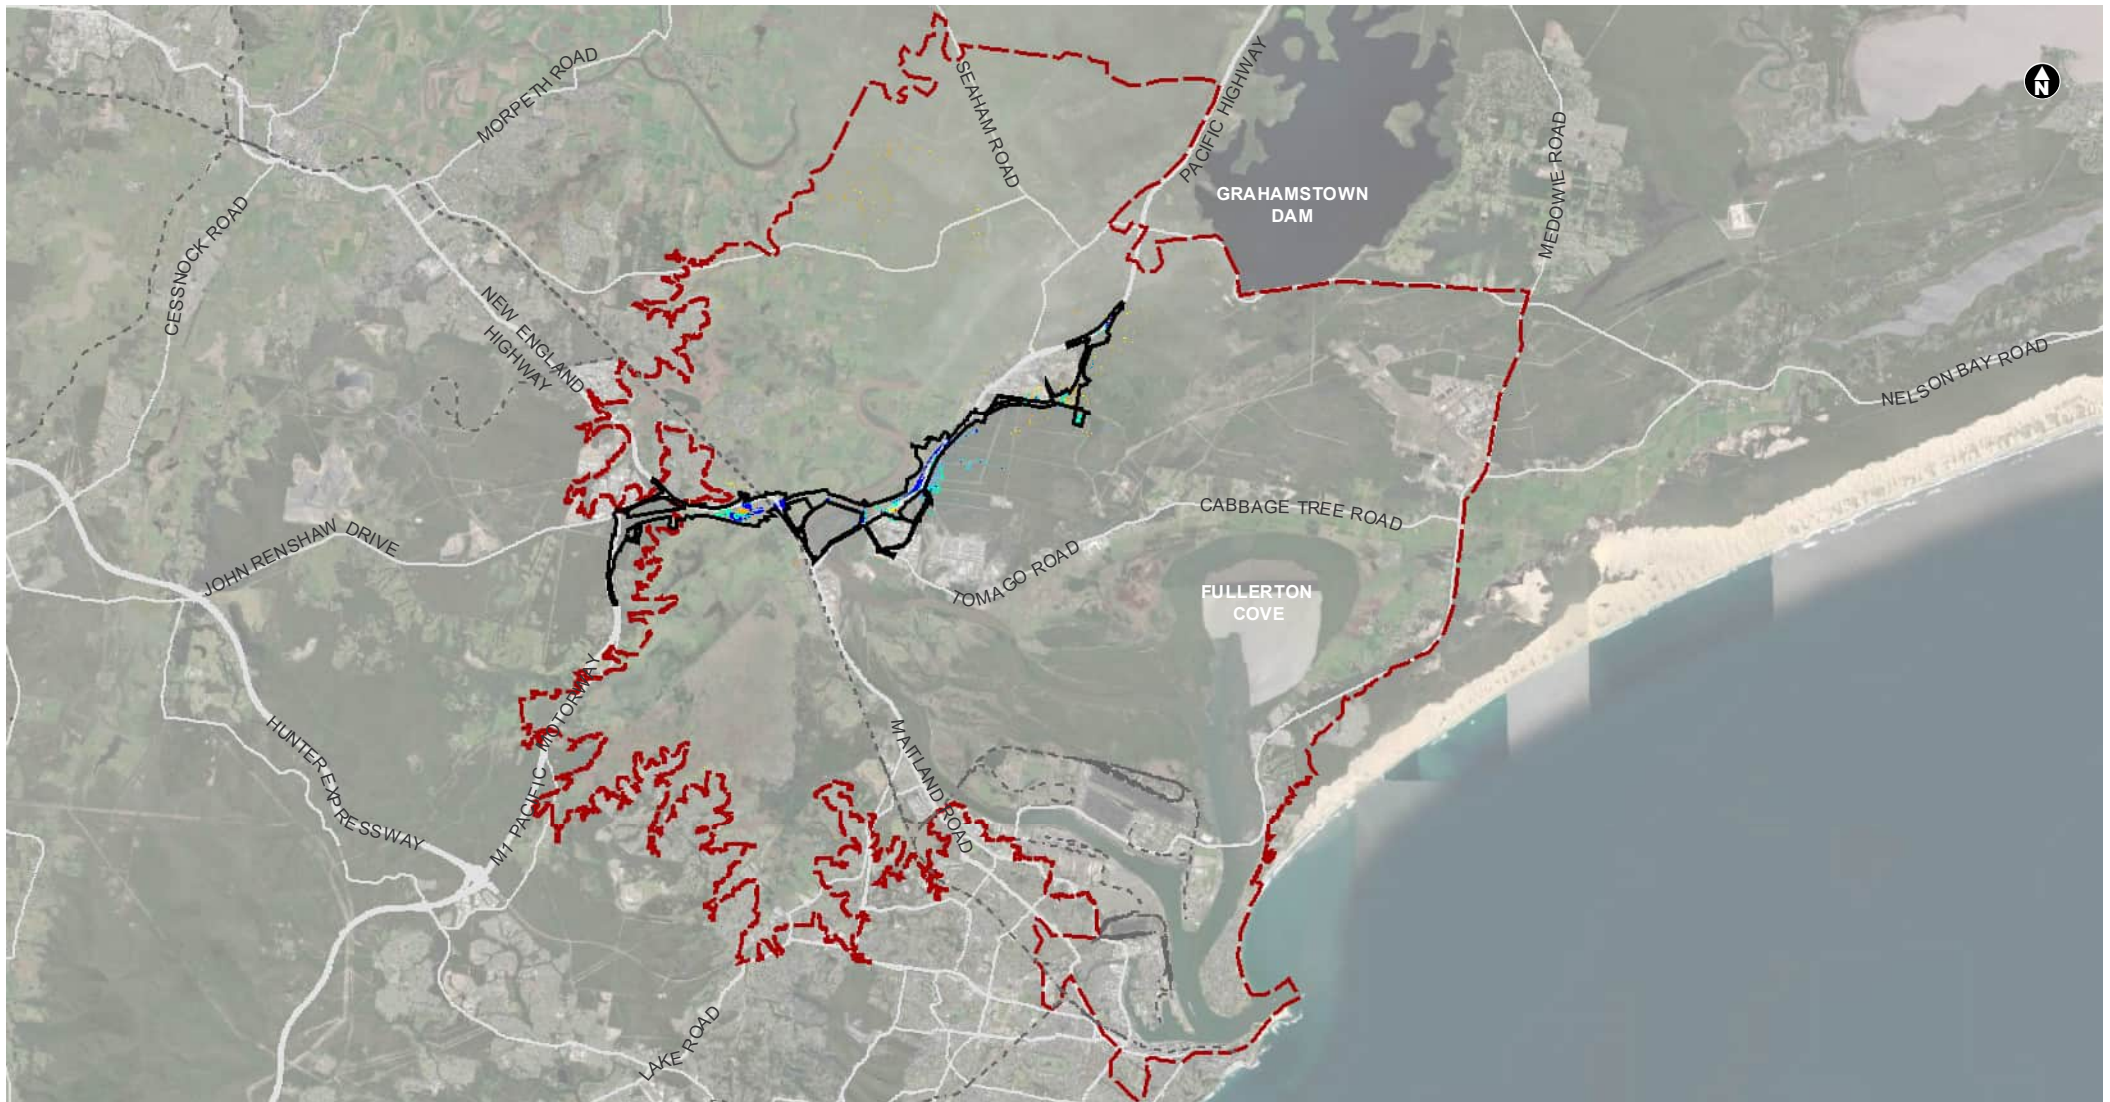 MORPETH ROAD
SEAHAM ROAD
PACIFIC HIGHWAY
N
MEDOWIE ROAD
GRAHAMSTOWN
DAM
CESSNOCK ROAD
NEW ENGLAND
HIGHWAY
NELSON BAY ROAD
CABBAGE TREE ROAD
JOHN RENSHAW DRIVE
TOMAGO ROAD
FULLERTON
COVE
M1 PACIFIC MOTORWAY
HUNTER EXPRESSWAY
MAITLAND ROAD
LAKE ROAD